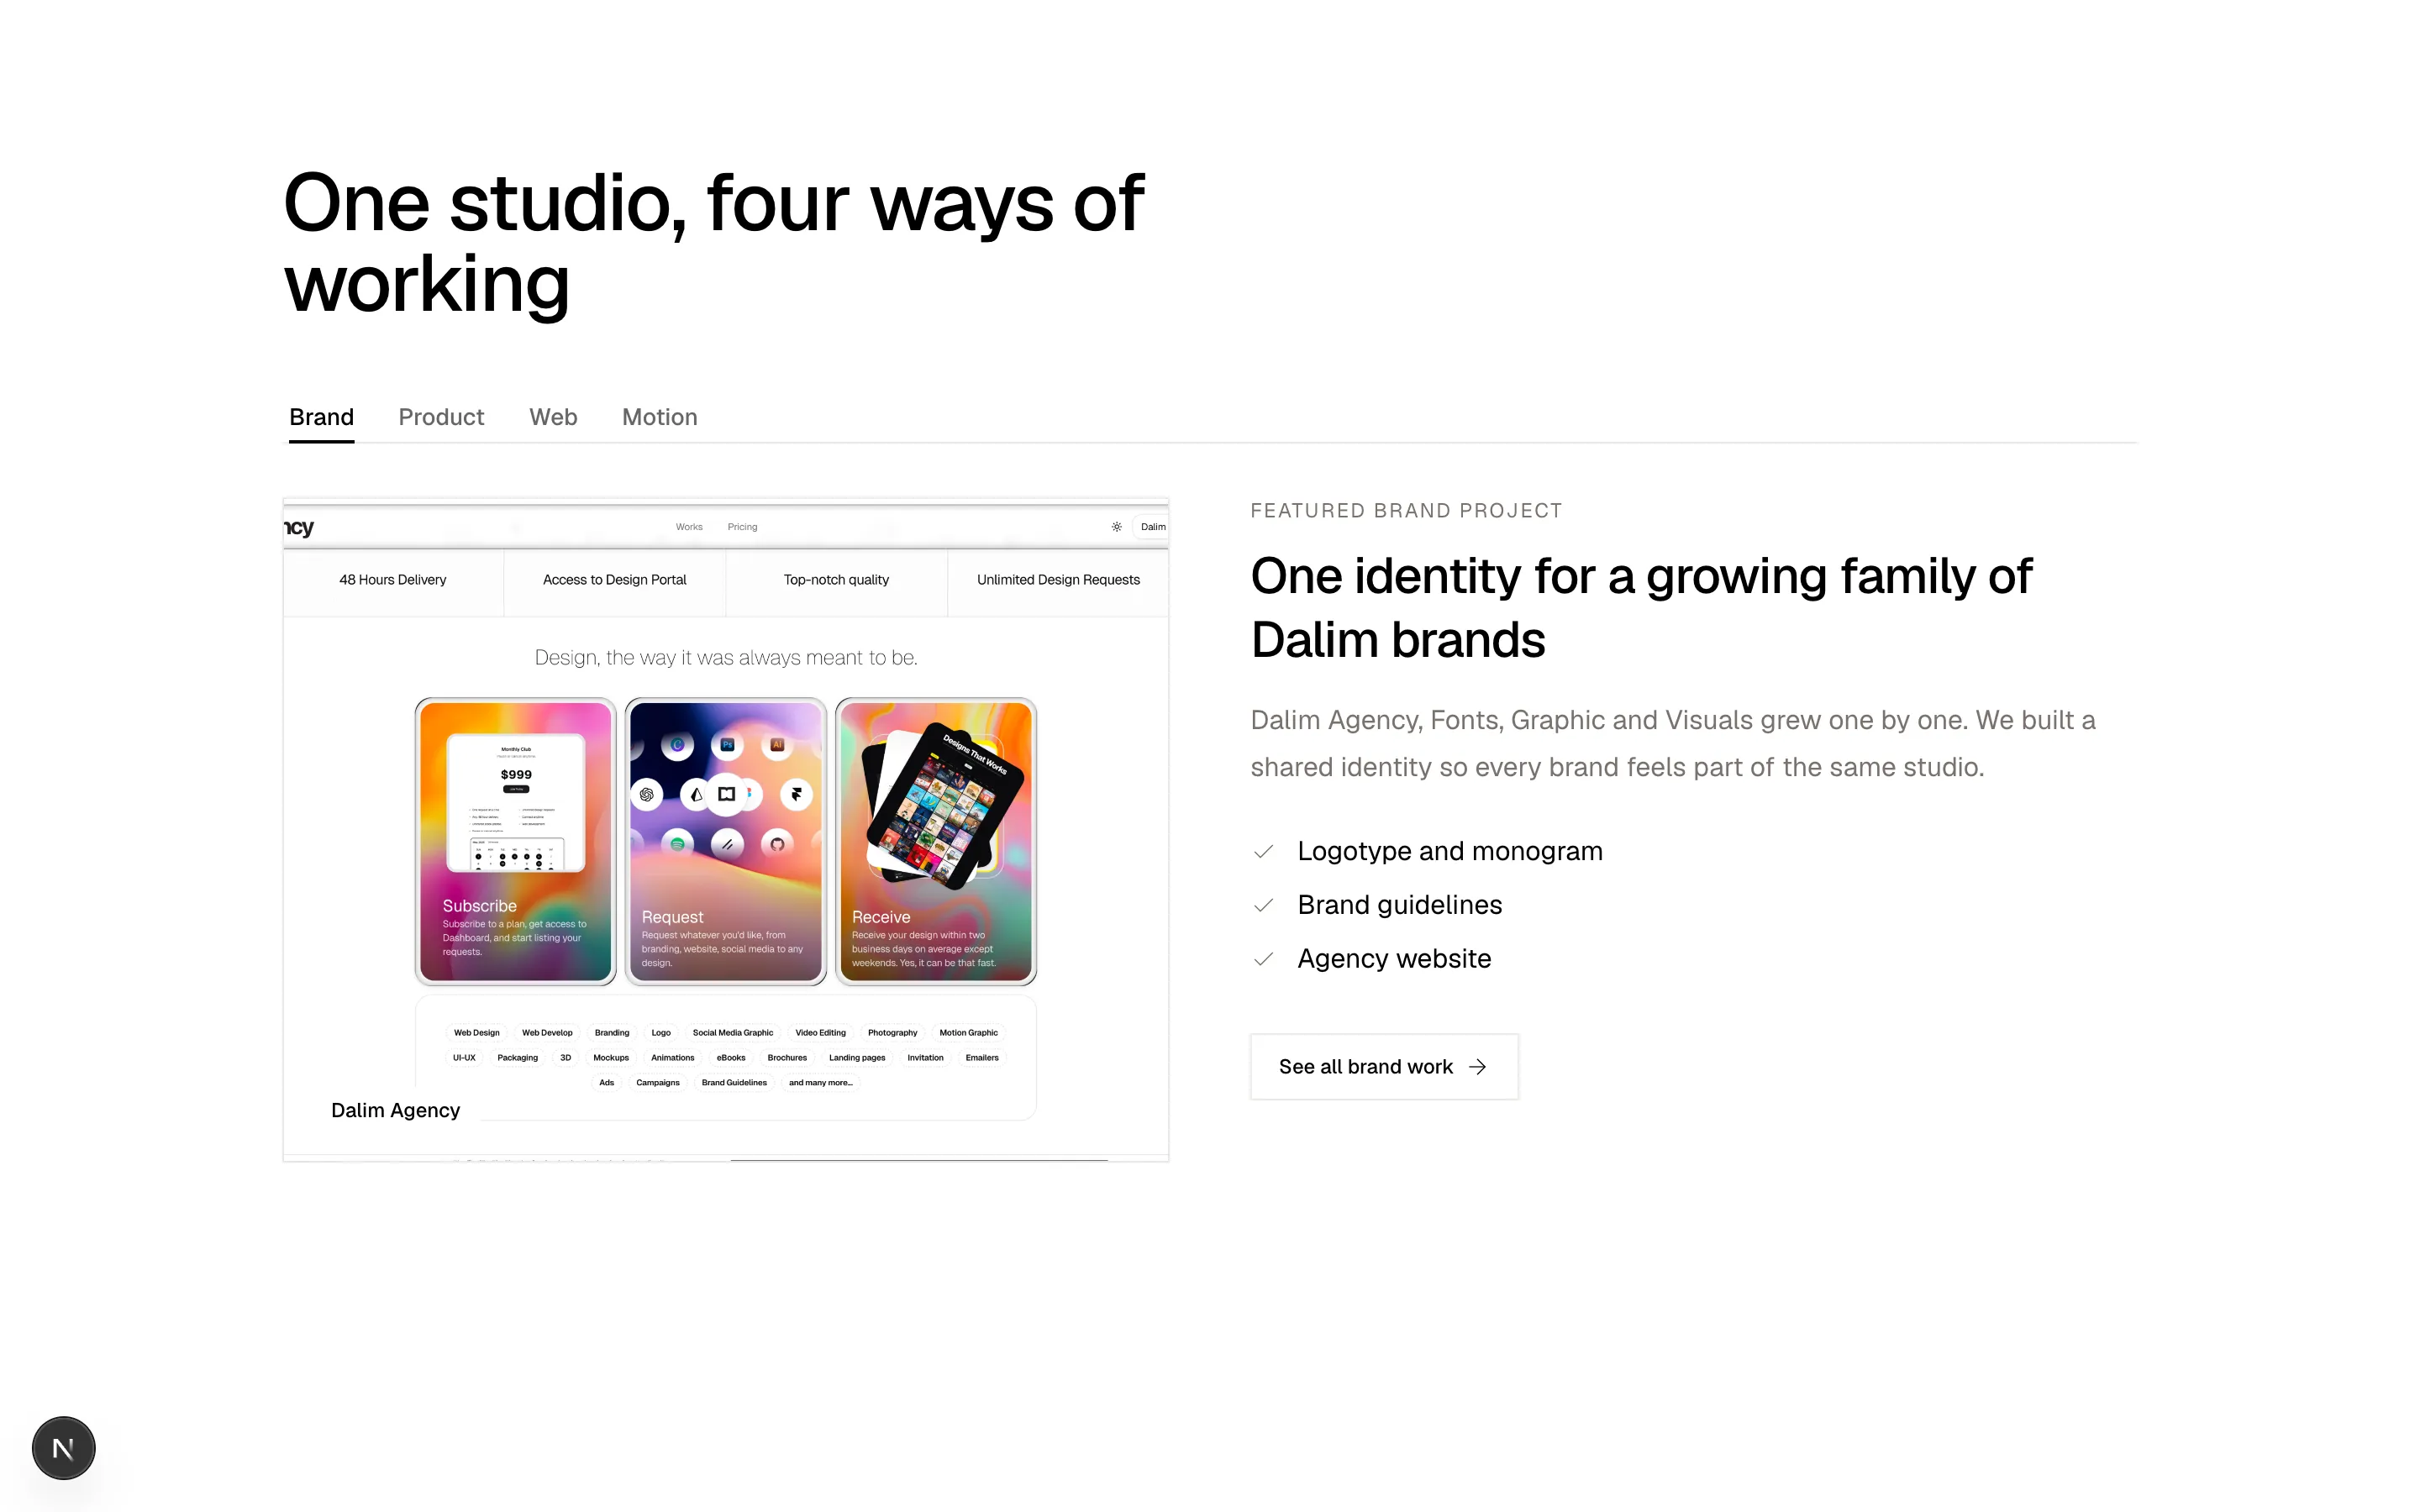 One studio, four ways of
working
Brand
Product
Web
Motion
ncy
Works
Pricing
Dalim
48 Hours Delivery
Access to Design Portal
Top-notch quality
Unlimited Design Requests
Design, the way it was always meant to be.
Monthly Club
$999
Ps
Ai
Designs That Works
Subscribe
Subscribe to a plan, get access to
Dashboard, and start listing your
requests.
Request
Request whatever you'd like, from
branding, website, social media to any
design.
Receive
Receive your design within two
business days on average except
weekends. Yes, it can be that fast.
Web Design
Web Develop
Branding
Logo
Social Media Graphic
Video Editing
Photography
Motion Graphic
UI-UX
Packaging
3D
Mockups
Animations
eBooks
Brochures
Landing pages
Invitation
Emailers
Ads
Campaigns
Brand Guidelines
and many more...
Dalim Agency
FEATURED BRAND PROJECT
One identity for a growing family of
Dalim brands
Dalim Agency, Fonts, Graphic and Visuals grew one by one. We built a
shared identity so every brand feels part of the same studio.
Logotype and monogram
Brand guidelines
Agency website
See all brand work
N